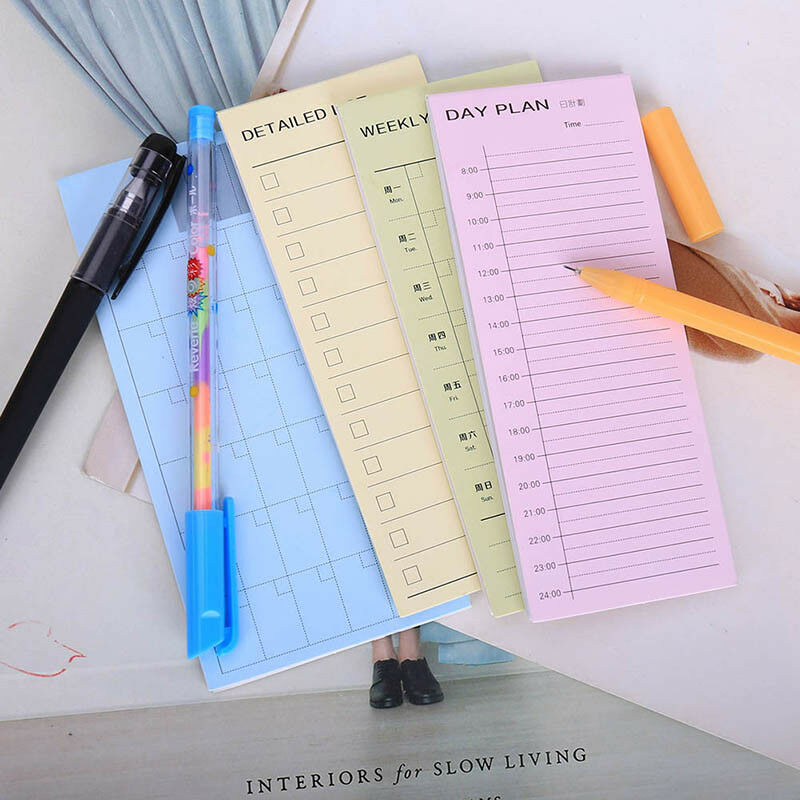 DETAILED
WEEKLY
周一
Mon.
周二
Tue.
周三
Wed.
周四
Thu.
周五
Fri.
周六
Sat.
周日
Sun.
DAY PLAN 日計劃
Time
8:00
9:00
10:00
11:00
12:00
13:00
14:00
15:00
16:00
17:00
18:00
19:00
20:00
21:00
22:00
23:00
24:00
Reverie
Color ボール
INTERIORS for SLOW LIVING